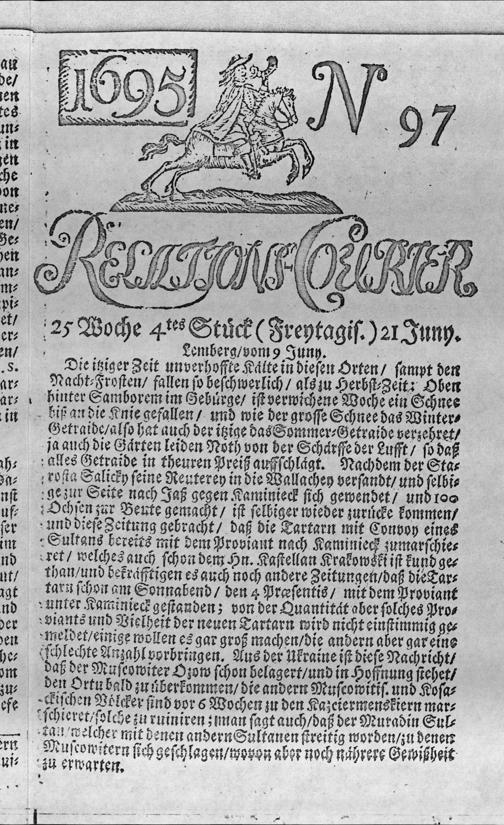 1695
N 97
RELATIONS-COURIER
25 Woche 4.tes Stück (Freytagis.) 21 Juny.
Lemberg/vom 9 Juny.
Die itziger Zeit unverhoffte Kälte in diesen Orten/ sampt den
Nacht-Frosten/ fallen so beschwerlich/ als zu Herbst-Zeit: Oben
hinter Samborem im Gebürge/ ist verwichene Woche ein Schnee
biß an die Knie gefallen/ und wie der grosse Schnee das Winter-
Getraide/also hat auch der itzige das Sommer-Getraide verzehret/
ja auch die Gärten leiden Noth von der Schärffe der Lufft/ so daß
alles Getraide in theuren Preiß auffschlägt. Nachdem der Sta-
rosta Salicky seine Reuterey in die Wallachey versandt/ und selbi-
ge zur Seite nach Jaß gegen Kaminieck sich gewendet/ und 100
Ochsen zur Beute gemacht/ ist selbiger wieder zurücke kommen/
und diese Zeitung gebracht/ daß die Tartarn mit Convoy eines
Sultans bereits mit dem Proviant nach Kaminieck zumarschie-
ret/ welches auch schon dem Hn. Kastellan Krakowski ist kund ge-
than/und bekräfftigen es auch noch andere Zeitungen/daß die Tar-
tarn schon am Sonnabend/ den 4 Præsentis/ mit dem Proviant
unter Kaminieck gestanden; von der Quantität aber solches Pro-
viants und Vielheit der neuen Tartarn wird nicht einstimmig ge-
meldet/einige wollen es gar groß machen/die andern aber gar eine
schlechte Anzahl vorbringen. Aus der Ukraine ist diese Nachricht/
daß der Muscowiter Ozow schon belagert/und in Hoffnung stehet/
den Ort u bald zu überkommen/ die andern Muscowitis. und Kosa-
ckischen Völcker sind vor 6 Wochen zu den Kaziermenskiern mar-
schieret/solche zu ruiniren; man sagt auch/daß der Muradin Sul-
tan/ welcher mit denen andern Sultanen streitig worden/zu denen
Muscowitern sich geschlagen/wovon aber noch nährere Gewißheit
zu erwarten.